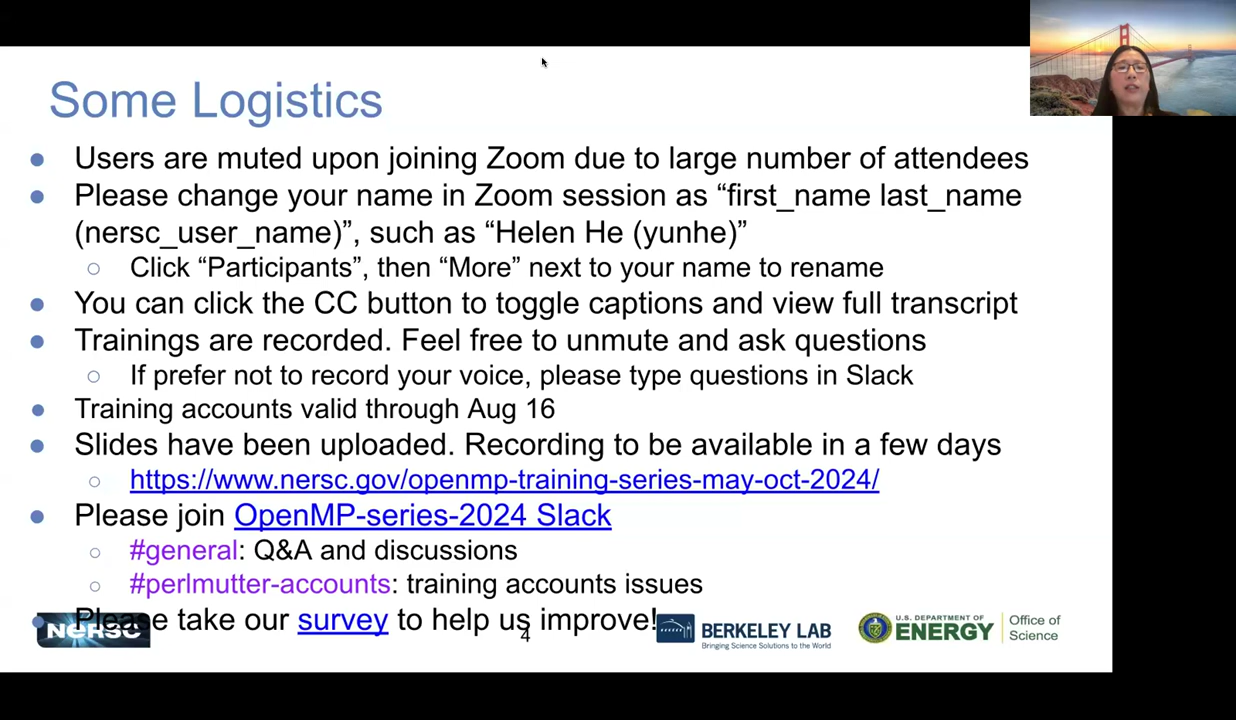 Some Logistics
● Users are muted upon joining Zoom due to large number of attendees
● Please change your name in Zoom session as “first_name last_name
(nersc_user_name)”, such as “Helen He (yunhe)”
○ Click “Participants”, then “More” next to your name to rename
● You can click the CC button to toggle captions and view full transcript
● Trainings are recorded. Feel free to unmute and ask questions
○ If prefer not to record your voice, please type questions in Slack
● Training accounts valid through Aug 16
● Slides have been uploaded. Recording to be available in a few days
○ https://www.nersc.gov/openmp-training-series-may-oct-2024/
● Please join OpenMP-series-2024 Slack
○ #general: Q&A and discussions
○ #perlmutter-accounts: training accounts issues
● Please take our survey to help us improve!
NERSC
4
BERKELEY LAB
Bringing Science Solutions to the World
U.S. DEPARTMENT OF
ENERGY
Office of
Science